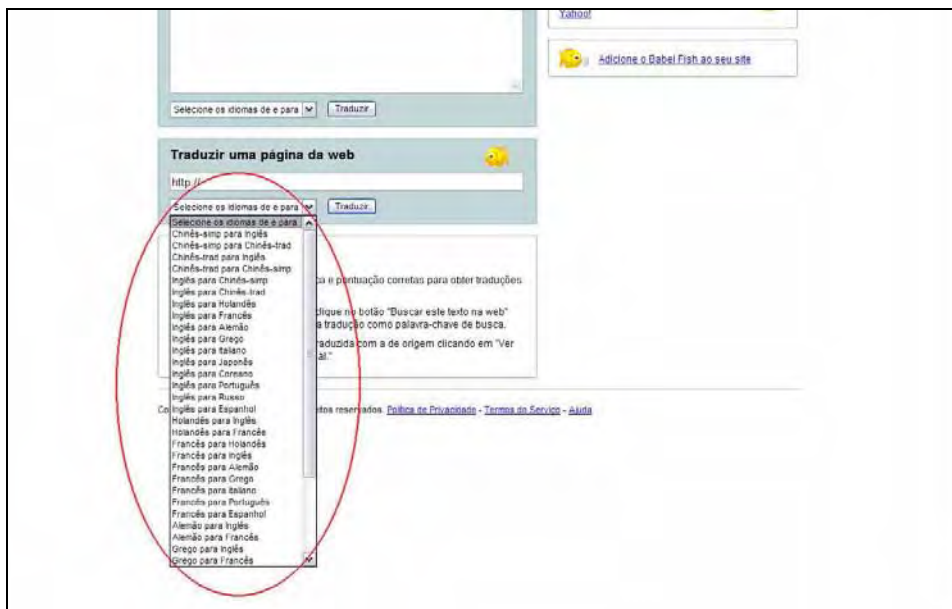 Yahoo!
Adicione o Babel Fish ao seu site
Selecione os idiomas de e para
Traduzir
Traduzir uma página da web
http://
Selecione os idiomas de e para
Traduzir
Selecione os idiomas de e para
Chinês-simp para Inglês
Chinês-simp para Chinês-trad
Chinês-trad para Inglês
Chinês-trad para Chinês-simp
Inglês para Chinês-simp
Inglês para Chinês-trad
Inglês para Holandês
Inglês para Francês
Inglês para Alemão
Inglês para Grego
Inglês para Italiano
Inglês para Japonês
Inglês para Coreano
Inglês para Português
Inglês para Russo
Inglês para Espanhol
Holandês para Inglês
Holandês para Francês
Francês para Holandês
Francês para Inglês
Francês para Alemão
Francês para Grego
Francês para Italiano
Francês para Português
Francês para Espanhol
Alemão para Inglês
Alemão para Francês
Grego para Inglês
Grego para Francês
e pontuação corretas para obter traduções
clique no botão "Buscar este texto na web"
a tradução como palavra-chave de busca.
traduzida com a de origem clicando em "Ver
reservados. Política de Privacidade - Termos do Serviço - Ajuda